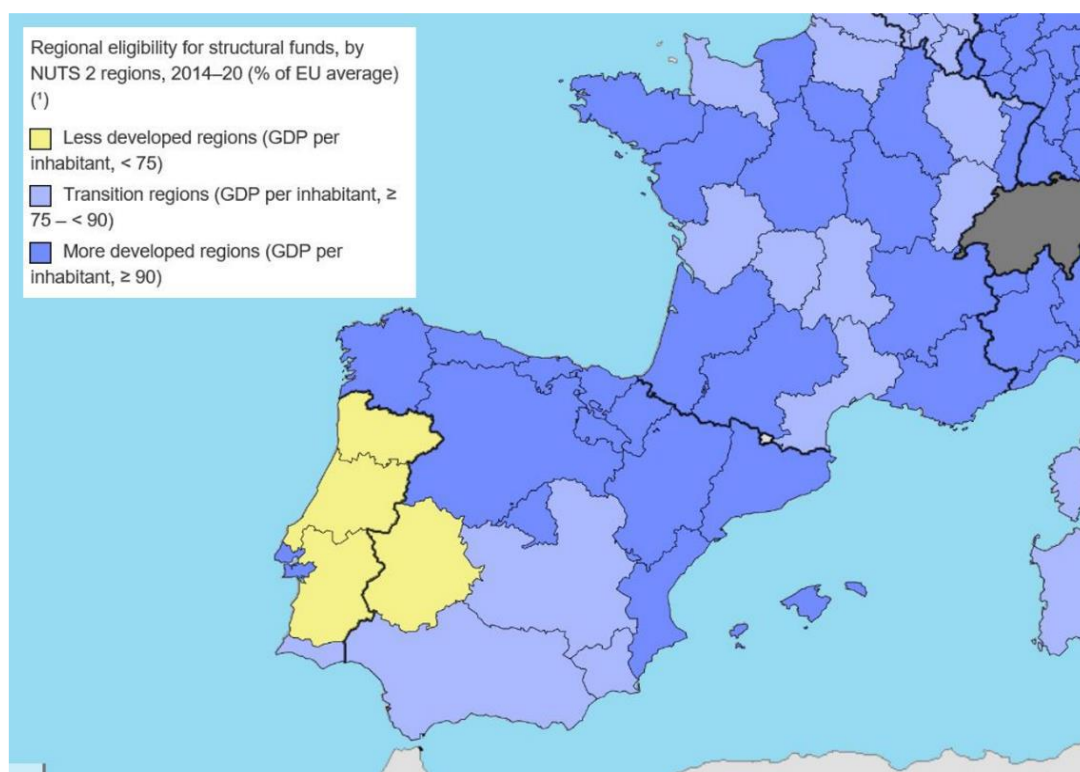 Regional eligibility for structural funds, by
NUTS 2 regions, 2014–20 (% of EU average)
(¹)
Less developed regions (GDP per
inhabitant, < 75)
Transition regions (GDP per inhabitant, ≥
75 – < 90)
More developed regions (GDP per
inhabitant, ≥ 90)